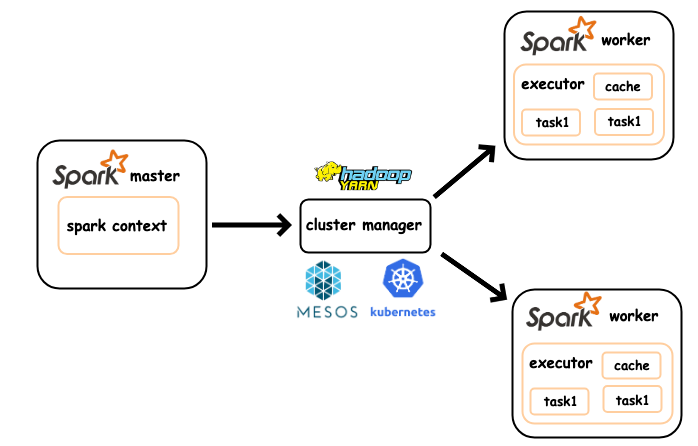 Spark master
spark context
hadoop
YARN
cluster manager
MESOS
kubernetes
Spark worker
executor
cache
task1
task1
Spark worker
executor
cache
task1
task1